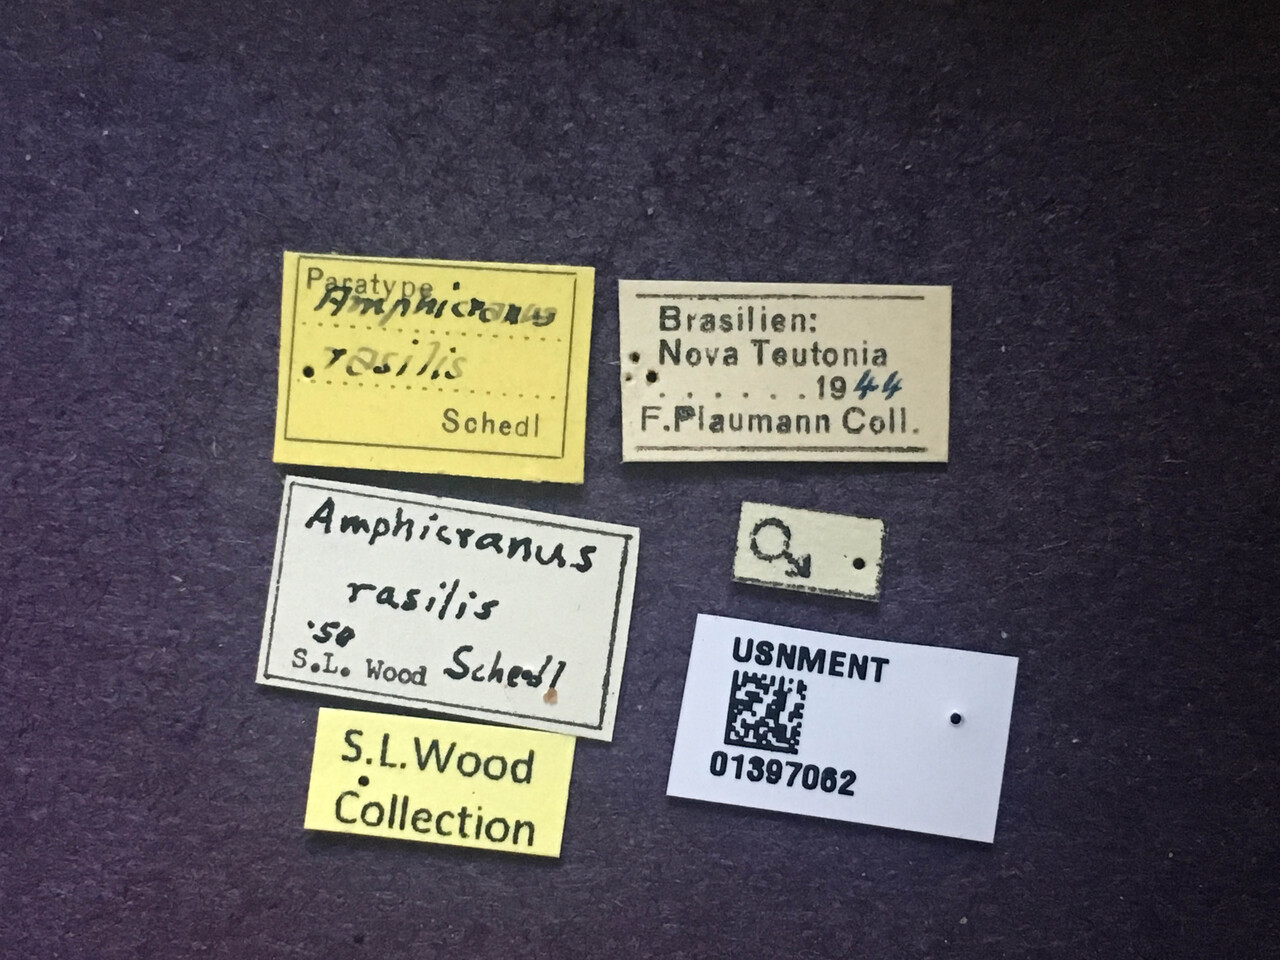 Paratype
Amphicranus
rasilis
Schedl
Brasilien:
Nova Teutonia
. . . . . . . 1944
F.Plaumann Coll.
Amphicranus
rasilis
'50
S.L. Wood Schedl
♂
USNMENT
01397062
S.L.Wood
Collection